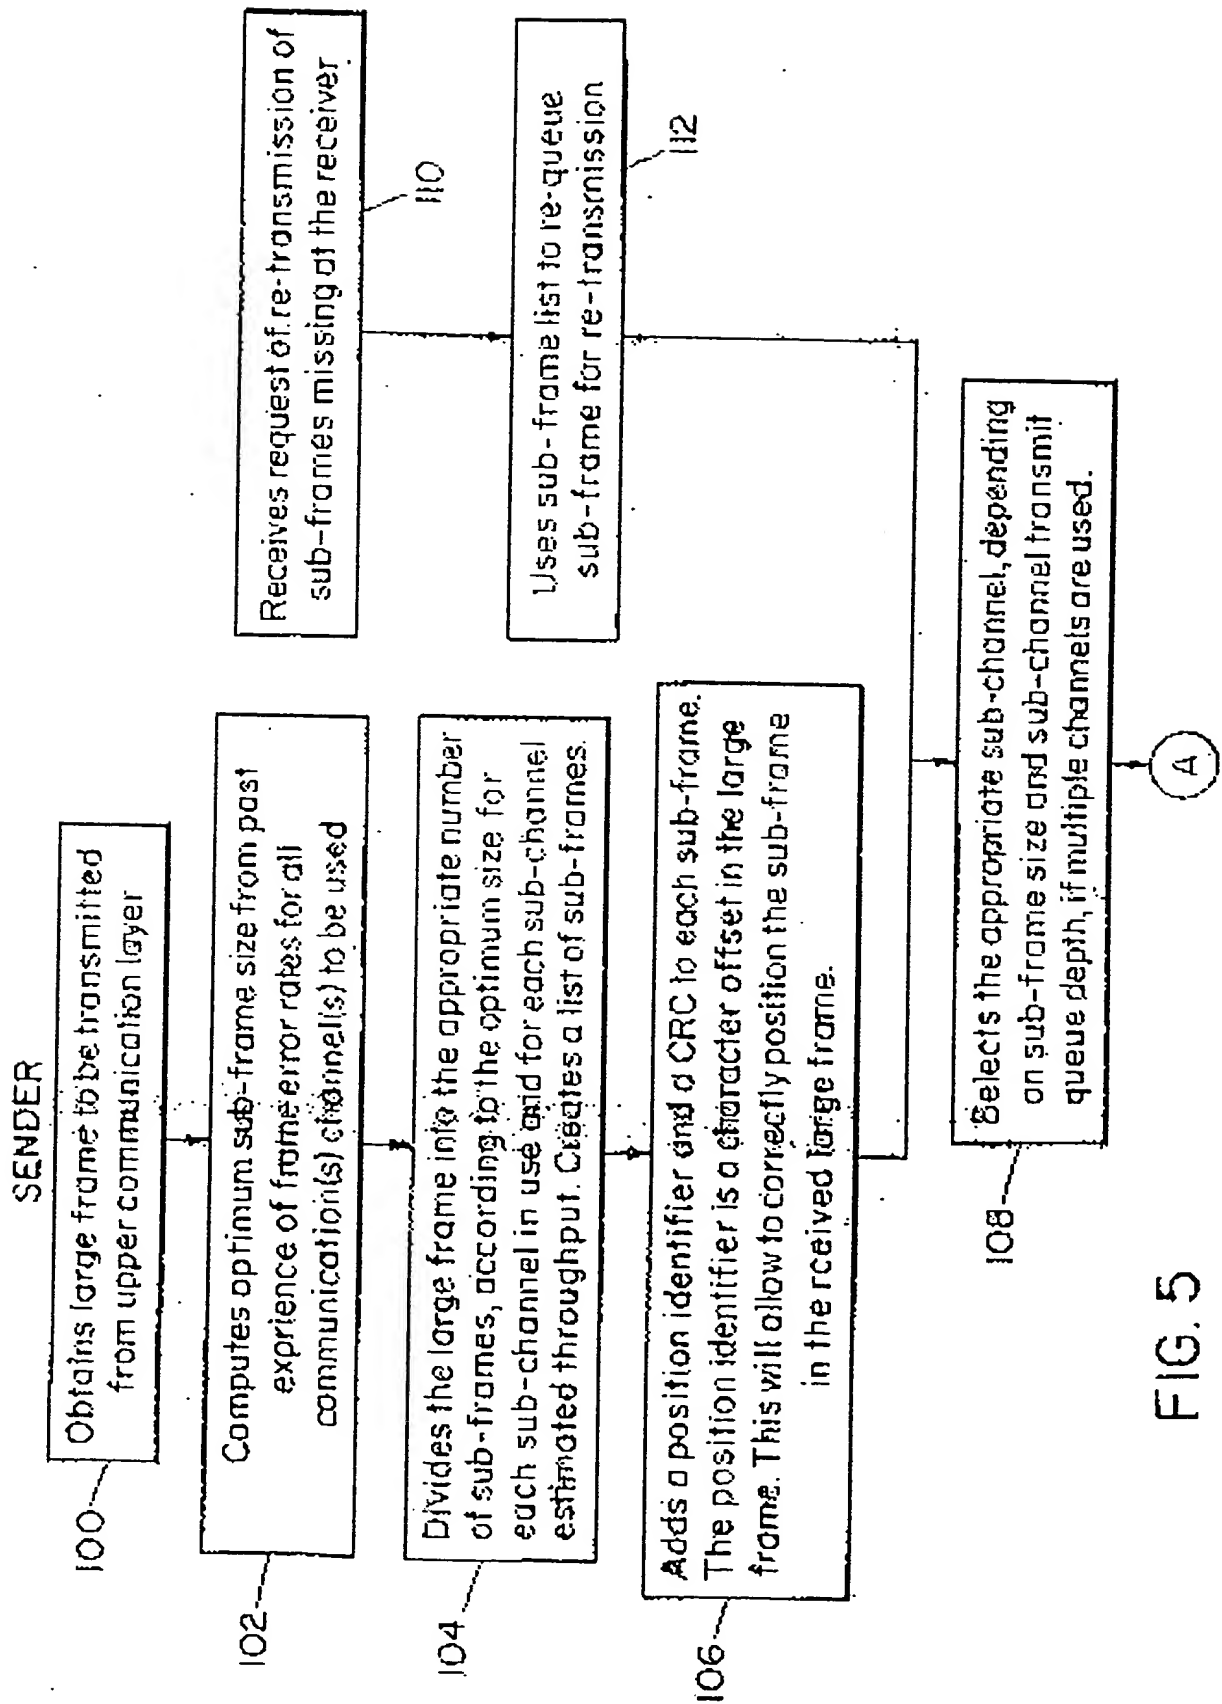 SENDER
Obtains large frame to be transmitted
from upper communication layer
100
Computes optimum sub-frame size from past
exprience of frame error rates for all
communication(s) channel(s) to be used
102
Divides the large frame into the appropriate number
of sub-frames, according to the optimum size for
each sub-channel in use and for each sub-channel
estimated throughput. Creates a list of sub-frames.
104
Adds a position identifier and a CRC to each sub-frame.
The position identifier is a character offset in the large
frame. This will allow to correctly position the sub-frame
in the rceived large frame.
106
Receives request of re-transmission of
sub-frames missing at the receiver
110
Uses sub-frame list to re-queue
sub-frame for re-transmission
112
Selects the appropriate sub-channel, depending
on sub-frame size and sub-channel transmit
queue depth, if multiple channels are used.
108
A
FIG. 5